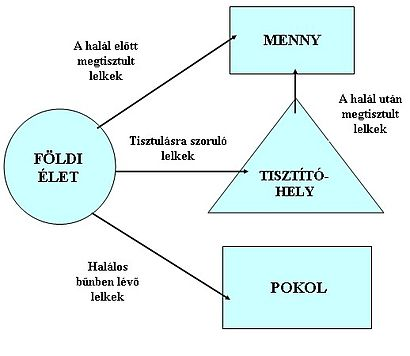 A halál előtt
megtisztult
lelkek
MENNY
A halál után
megtisztult
lelkek
FÖLDI
ÉLET
Tisztulásra szoruló
lelkek
TISZTÍTÓ-
HELY
Halálos
bűnben lévő
lelkek
POKOL